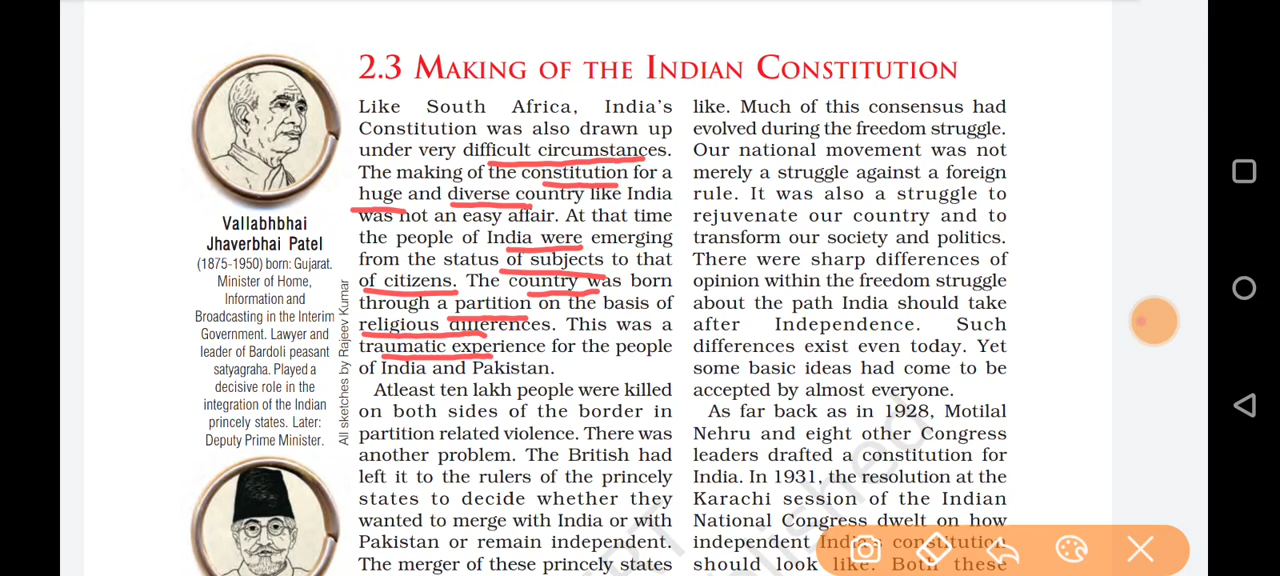 2.3 MAKING OF THE INDIAN CONSTITUTION
Vallabhbhai
Jhaverbhai Patel
(1875-1950) born: Gujarat.
Minister of Home,
Information and
Broadcasting in the Interim
Government. Lawyer and
leader of Bardoli peasant
satyagraha. Played a
decisive role in the
integration of the Indian
princely states. Later:
Deputy Prime Minister.
All sketches by Rajeev Kumar
Like South Africa, India's
Constitution was also drawn up
under very difficult circumstances.
The making of the constitution for a
huge and diverse country like India
was not an easy affair. At that time
the people of India were emerging
from the status of subjects to that
of citizens. The country was born
through a partition on the basis of
religious differences. This was a
traumatic experience for the people
of India and Pakistan.
Atleast ten lakh people were killed
on both sides of the border in
partition related violence. There was
another problem. The British had
left it to the rulers of the princely
states to decide whether they
wanted to merge with India or with
Pakistan or remain independent.
The merger of these princely states
like. Much of this consensus had
evolved during the freedom struggle.
Our national movement was not
merely a struggle against a foreign
rule. It was also a struggle to
rejuvenate our country and to
transform our society and politics.
There were sharp differences of
opinion within the freedom struggle
about the path India should take
after Independence. Such
differences exist even today. Yet
some basic ideas had come to be
accepted by almost everyone.
As far back as in 1928, Motilal
Nehru and eight other Congress
leaders drafted a constitution for
India. In 1931, the resolution at the
Karachi session of the Indian
National Congress dwelt on how
independent India's constitution
should look like. Both these